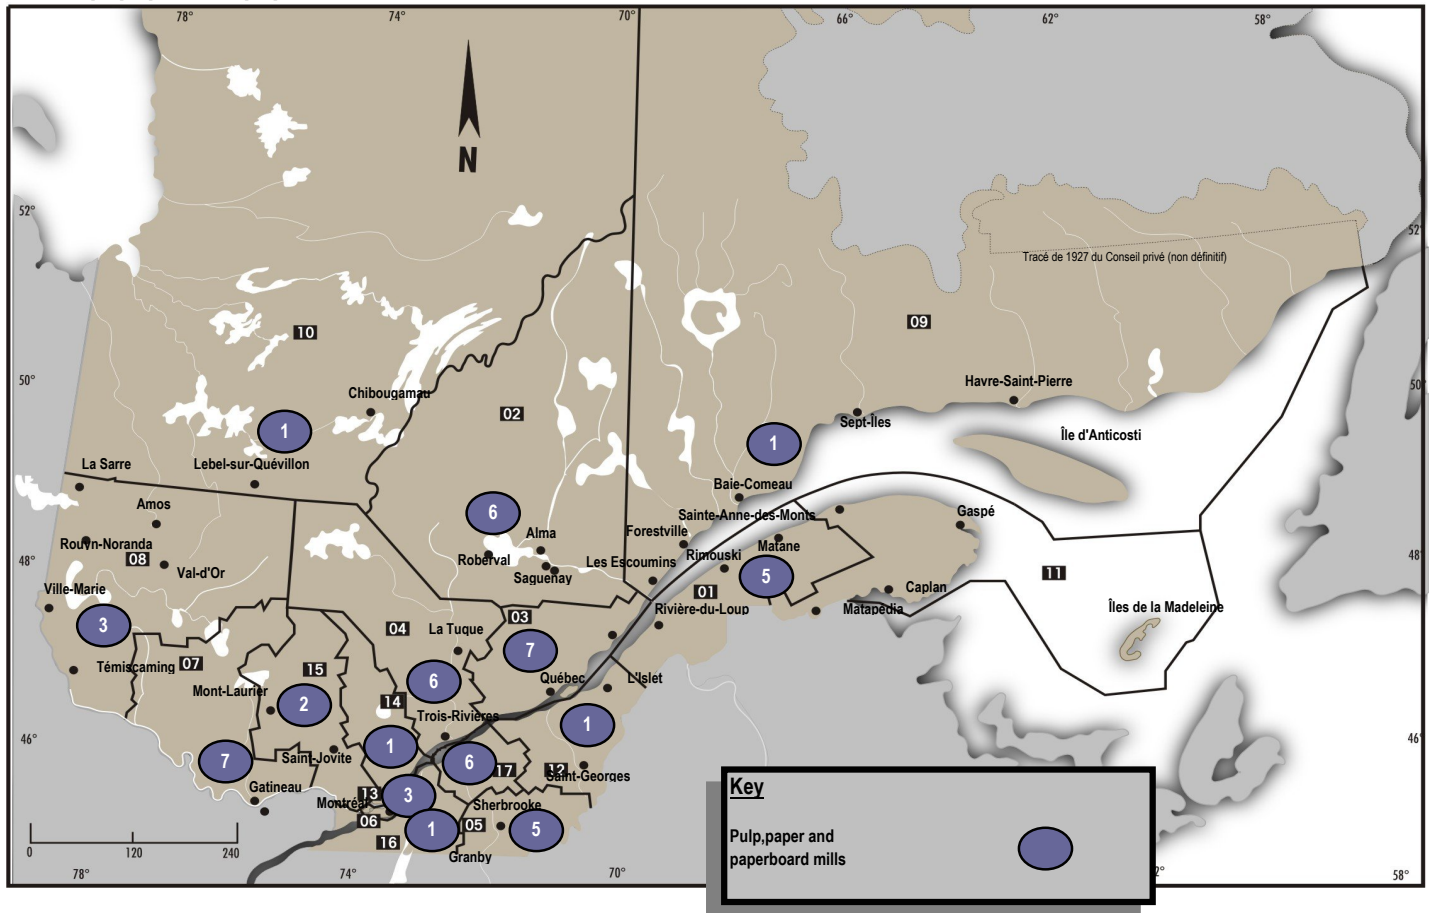 78°
74°
70°
66°
62°
58°
N
52°
52°
Tracé de 1927 du Conseil privé (non définitif)
10
09
50°
50°
Chibougamau
Havre-Saint-Pierre
02
Sept-Îles
1
1
Île d'Anticosti
La Sarre
Lebel-sur-Quévillon
Baie-Comeau
Amos
6
Sainte-Anne-des-Monts
Gaspé
Alma
Forestville
Rouyn-Noranda
Matane
08
Roberval
Les Escoumins
Rimouski
48°
48°
Val-d'Or
Saguenay
5
11
Ville-Marie
01
Caplan
Rivière-du-Loup
Matapédia
Îles de la Madeleine
3
04
03
La Tuque
7
Témiscaming
07
15
6
Québec
L'Islet
Mont-Laurier
2
14
Trois-Rivières
1
46°
46°
1
7
Saint-Jovite
6
17
12
Saint-Georges
Gatineau
13
3
Montréal
Sherbrooke
06
1
05
5
16
Granby
0
120
240
78°
74°
70°
2°
58°
Key
Pulp,paper and
paperboard mills